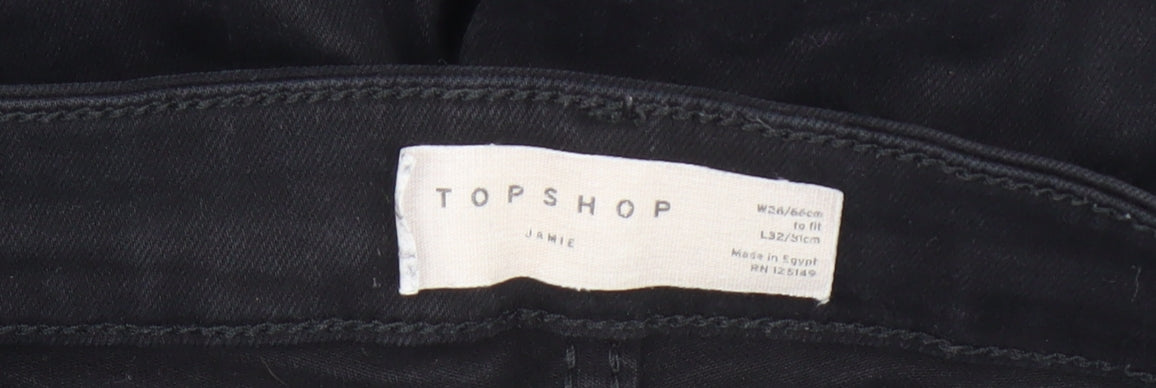 TOPSHOP
JAMIE
W26/66cm
to fit
L32/81cm
Made in Egypt
RN 125149